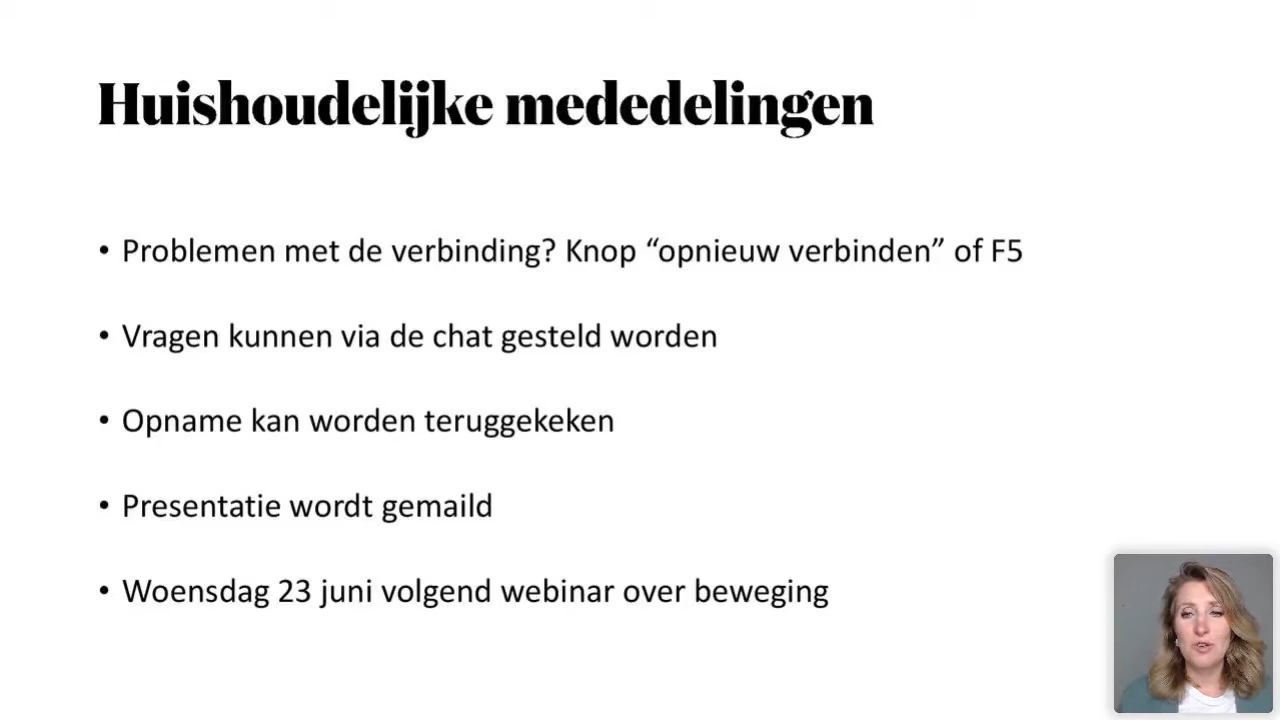 Huishoudelijke mededelingen
• Problemen met de verbinding? Knop “opnieuw verbinden” of F5
• Vragen kunnen via de chat gesteld worden
• Opname kan worden teruggekeken
• Presentatie wordt gemaild
• Woensdag 23 juni volgend webinar over beweging